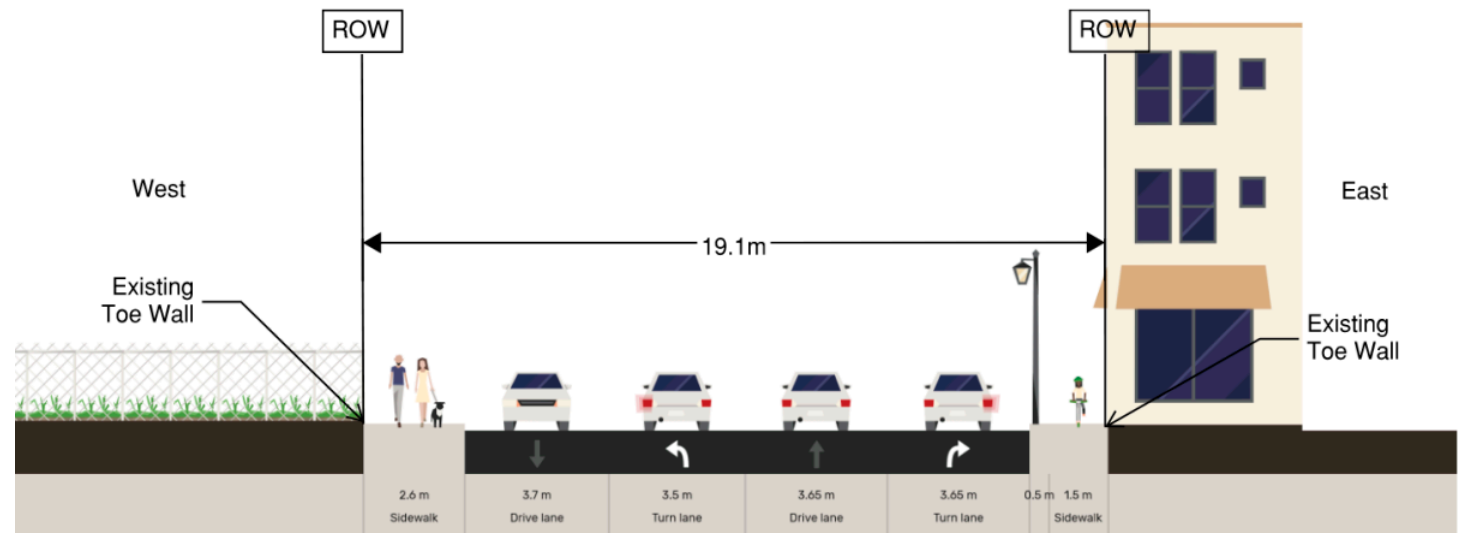 ROW
ROW
West
East
19.1m
Existing
Toe Wall
Existing
Toe Wall
2.6 m
3.7 m
3.5 m
3.65 m
3.65 m
0.5 m
1.5 m
Sidewalk
Drive lane
Turn lane
Drive lane
Turn lane
Sidewalk